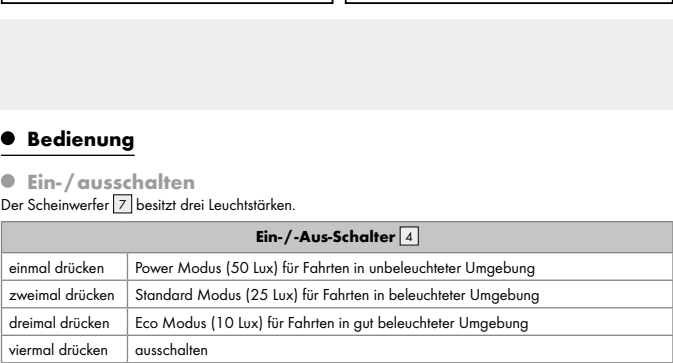 ● Bedienung
● Ein-/ausschalten
Der Scheinwerfer 7 besitzt drei Leuchtstärken.
Ein-/-Aus-Schalter 4
einmal drücken Power Modus (50 Lux) für Fahrten in unbeleuchteter Umgebung
zweimal drücken Standard Modus (25 Lux) für Fahrten in beleuchteter Umgebung
dreimal drücken Eco Modus (10 Lux) für Fahrten in gut beleuchteter Umgebung
viermal drücken ausschalten